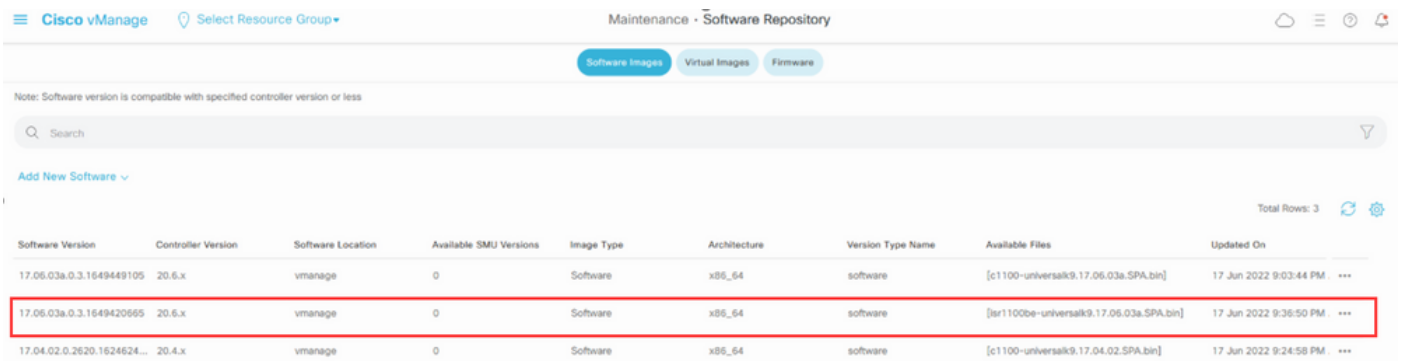 Cisco vManage Select Resource Group Maintenance · Software Repository
Software Images Virtual Images Firmware
Note: Software version is compatible with specified controller version or less
Search
Add New Software
Total Rows: 3
Software Version Controller Version Software Location Available SMU Versions Image Type Architecture Version Type Name Available Files Updated On
17.06.03a.0.3.1649449105 20.6.x vmanage 0 Software x86_64 software [c1100-universalk9.17.06.03a.SPA.bin] 17 Jun 2022 9:03:44 PM . ...
17.06.03a.0.3.1649420665 20.6.x vmanage 0 Software x86_64 software [isr1100be-universalk9.17.06.03a.SPA.bin] 17 Jun 2022 9:36:50 PM . ...
17.04.02.0.2620.1624624... 20.4.x vmanage 0 Software x86_64 software [c1100-universalk9.17.04.02.SPA.bin] 17 Jun 2022 9:24:58 PM . ...